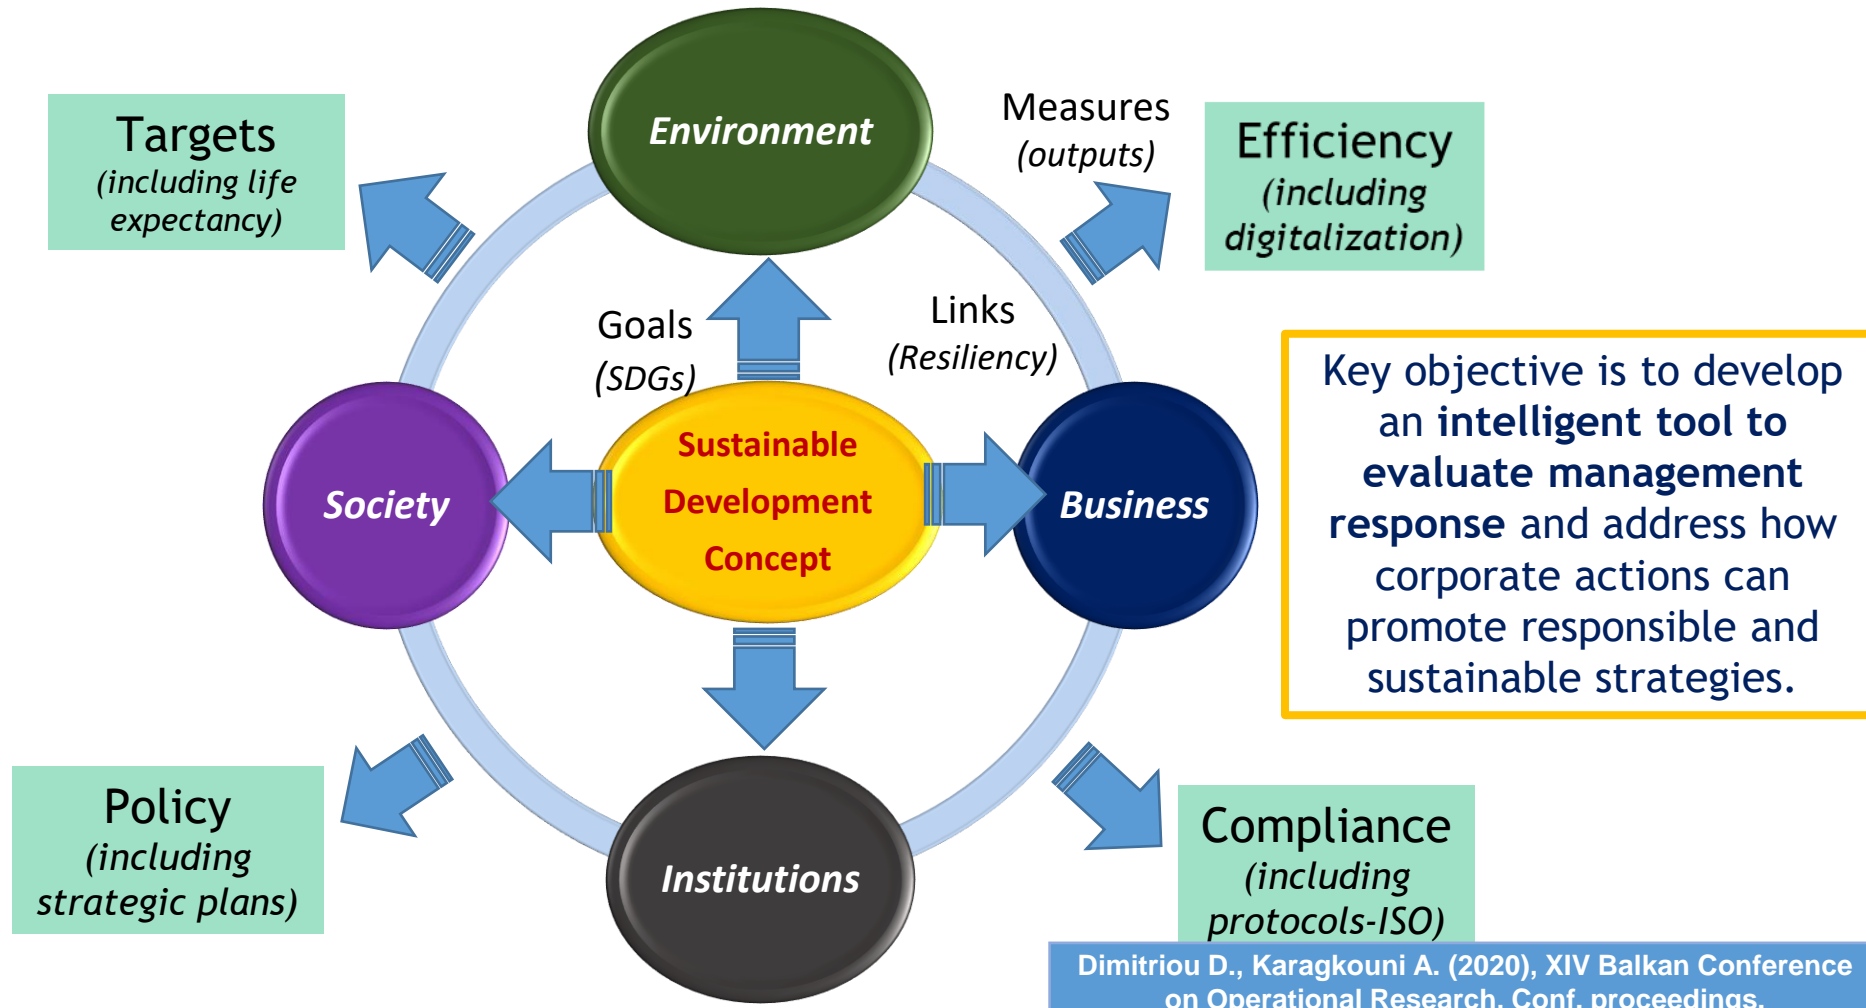 Environment
Measures
(outputs)
Targets
(including life
expectancy)
Efficiency
(including
digitalization)
Goals
(SDGs)
Links
(Resiliency)
Sustainable
Development
Concept
Society
Business
Key objective is to develop
an intelligent tool to
evaluate management
response and address how
corporate actions can
promote responsible and
sustainable strategies.
Policy
(including
strategic plans)
Institutions
Compliance
(including
protocols-ISO)
Dimitriou D., Karagkouni A. (2020), XIV Balkan Conference
on Operational Research, Conf. proceedings.